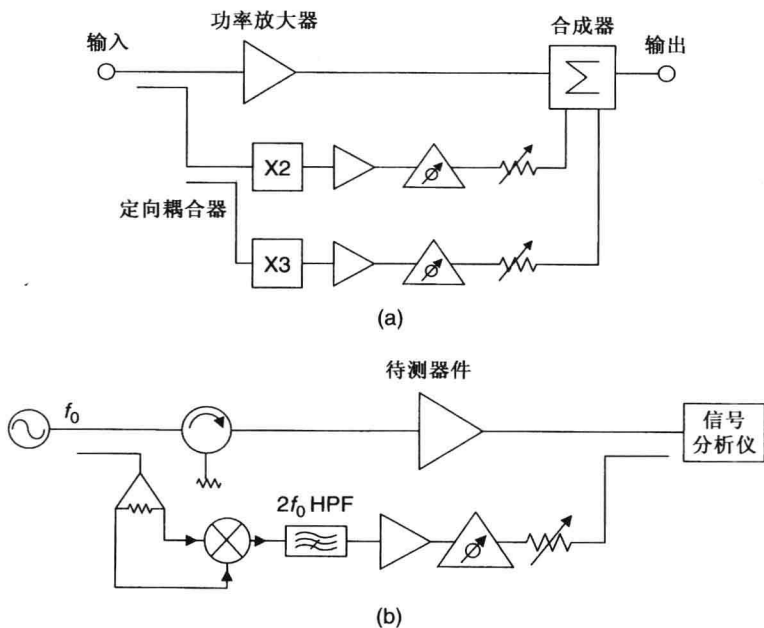 功率放大器
合成器
输入
输出
X2
定向耦合器
X3
(a)
待测器件
f₀
信号
分析仪
2f₀ HPF
(b)